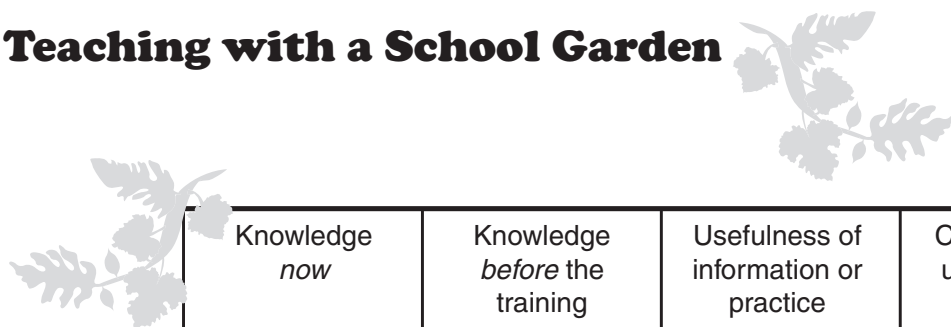 Teaching with a School Garden
Knowledge
now
Knowledge
before the
training
Usefulness of
information or
practice